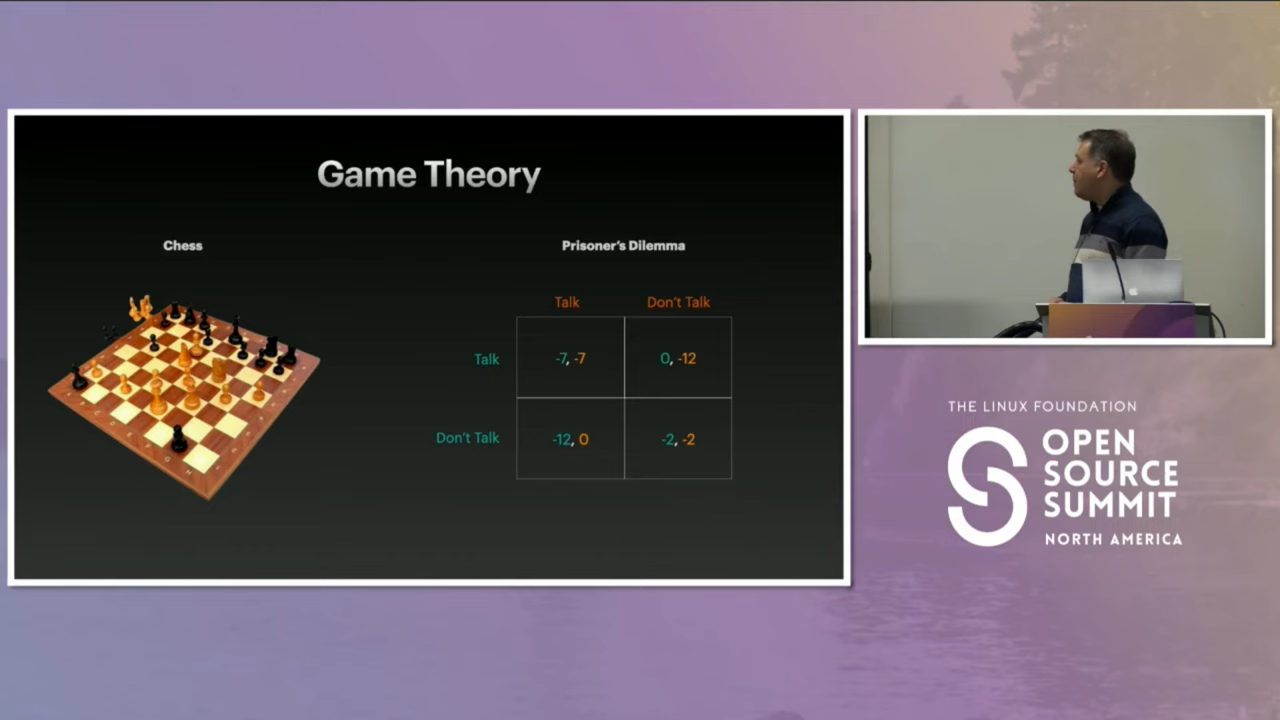 Game Theory
Chess
Prisoner's Dilemma
Talk
Don't Talk
Talk
-7, -7
0, -12
Don't Talk
-12, 0
-2, -2
THE LINUX FOUNDATION
OPEN
SOURCE
SUMMIT
NORTH AMERICA